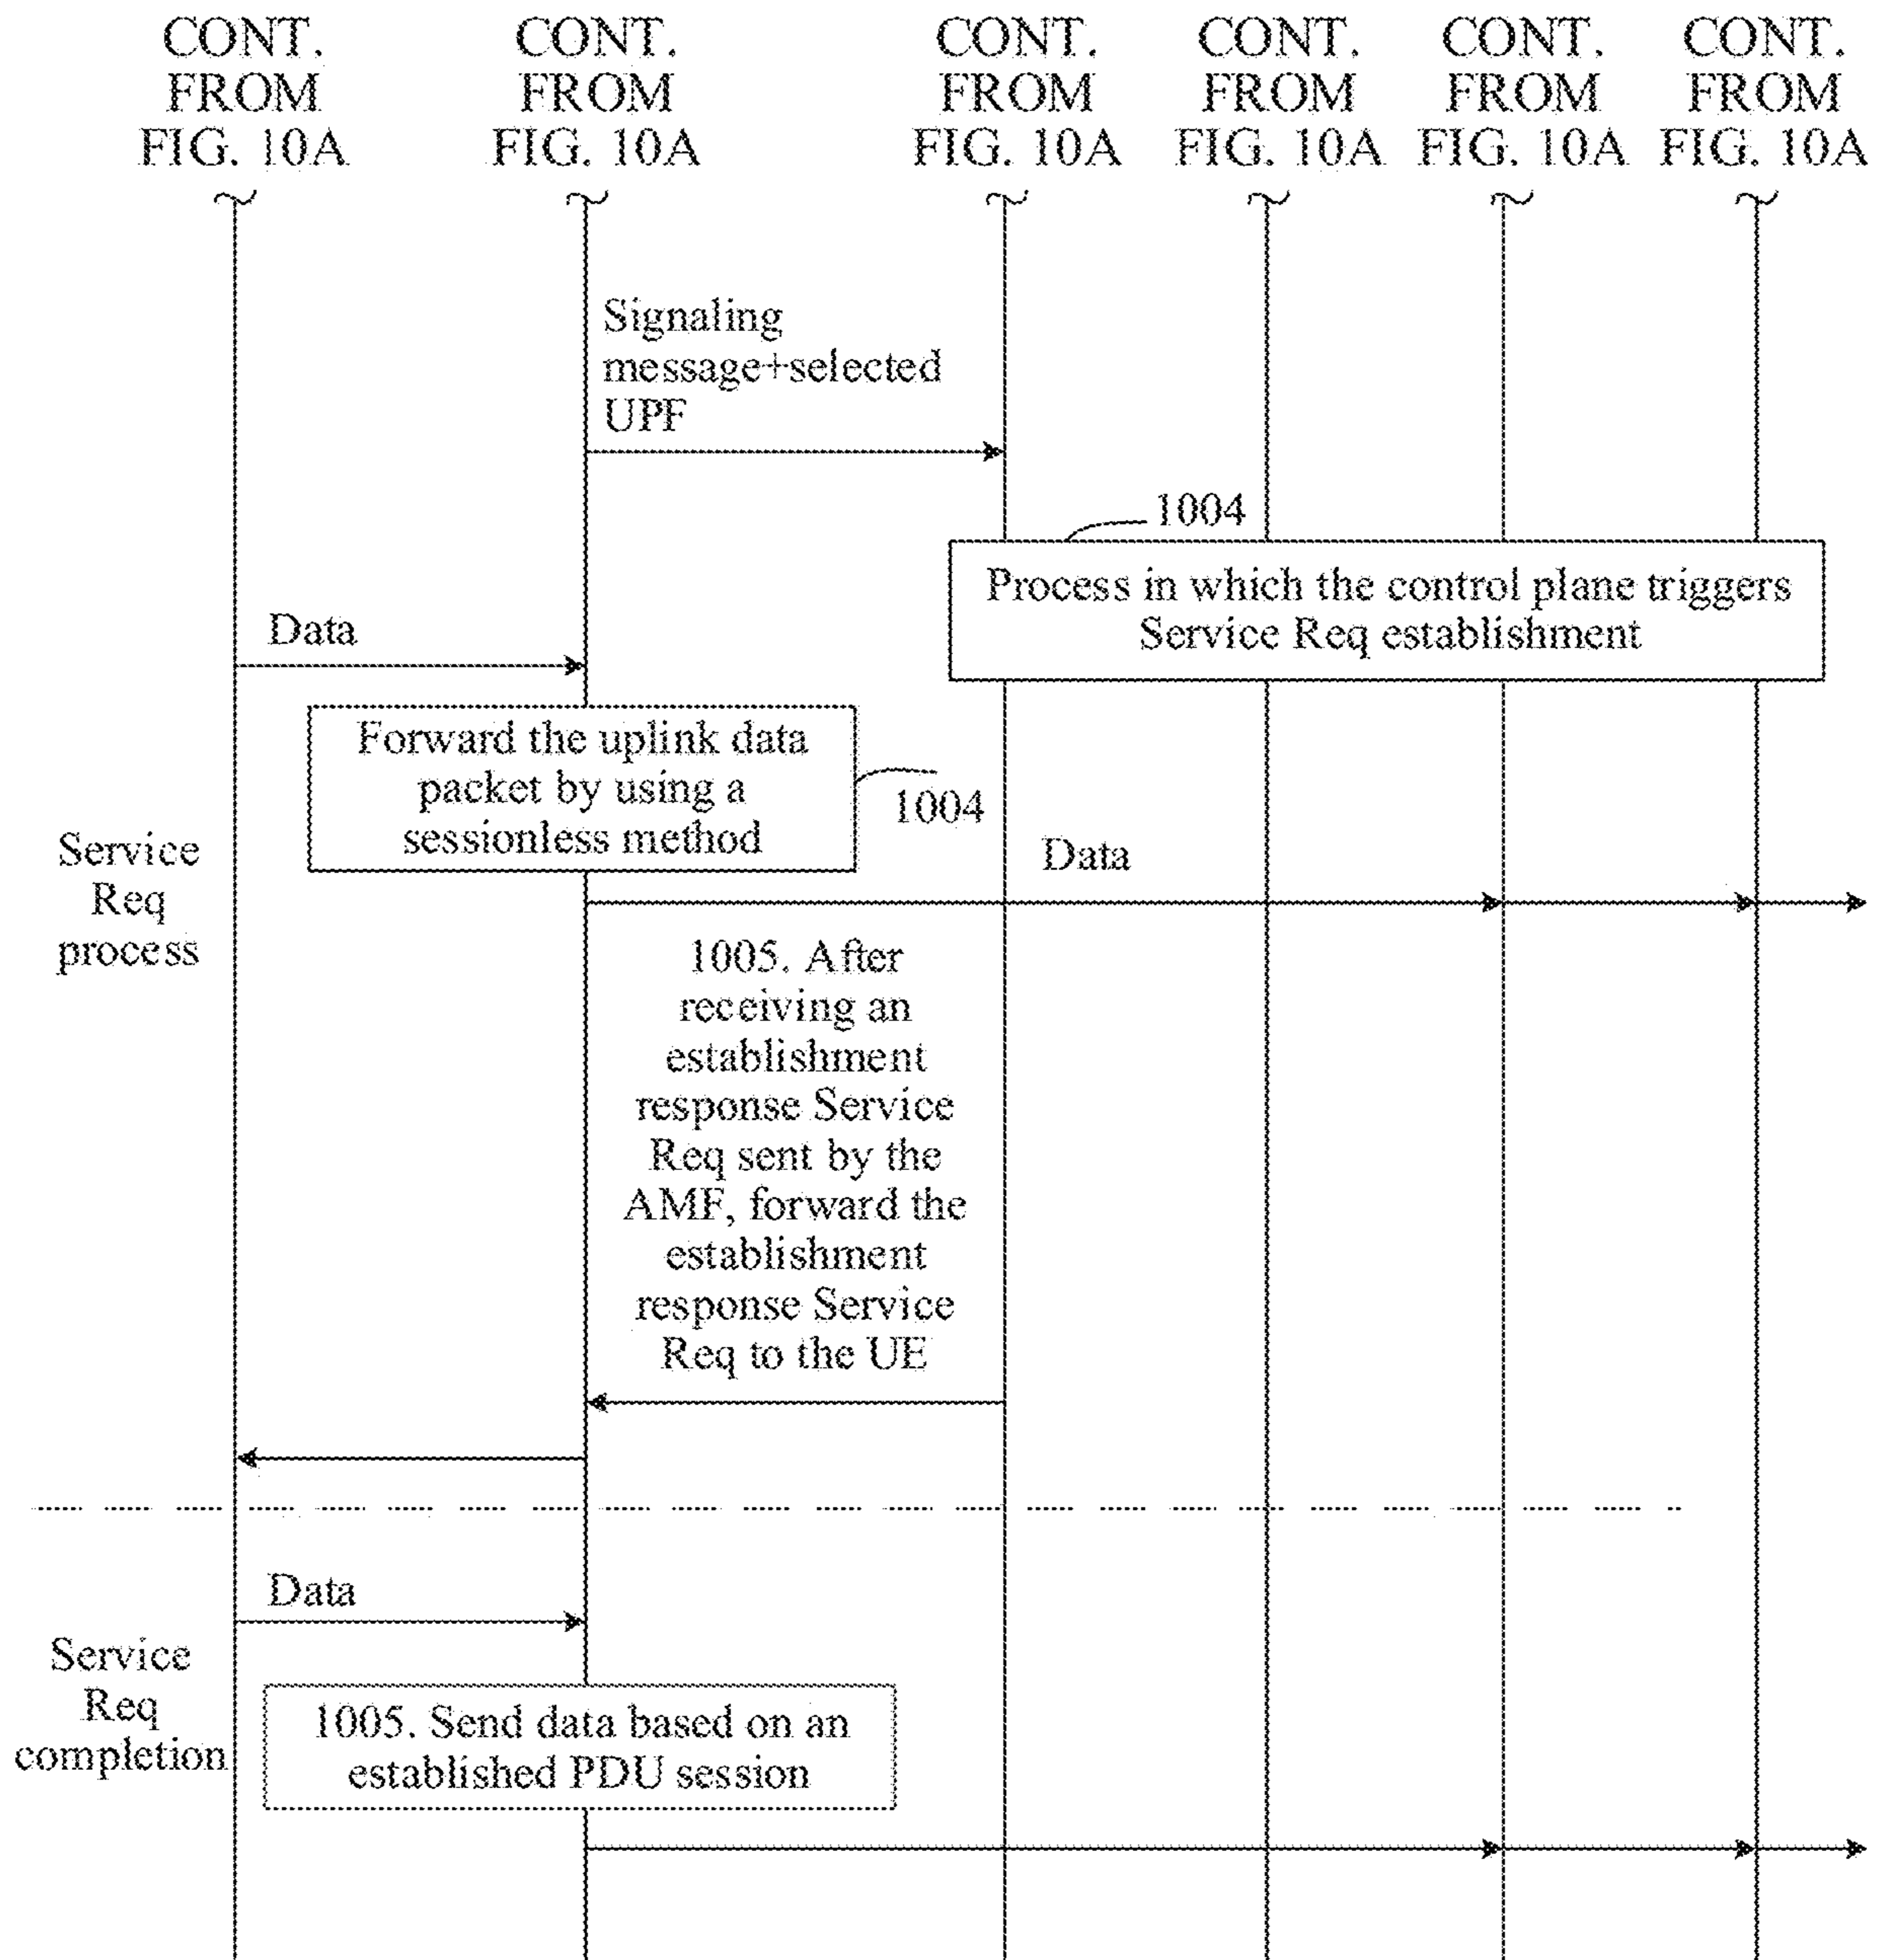 CONT.
FROM
FIG. 10A
CONT.
FROM
FIG. 10A
CONT.
FROM
FIG. 10A
CONT.
FROM
FIG. 10A
CONT.
FROM
FIG. 10A
CONT.
FROM
FIG. 10A
Signaling
message+selected
UPF
1004
Process in which the control plane triggers
Service Req establishment
Data
Forward the uplink data
packet by using a
sessionless method
1004
Service
Req
process
Data
1005. After
receiving an
establishment
response Service
Req sent by the
AMF, forward the
establishment
response Service
Req to the UE
Data
Service
Req
completion
1005. Send data based on an
established PDU session